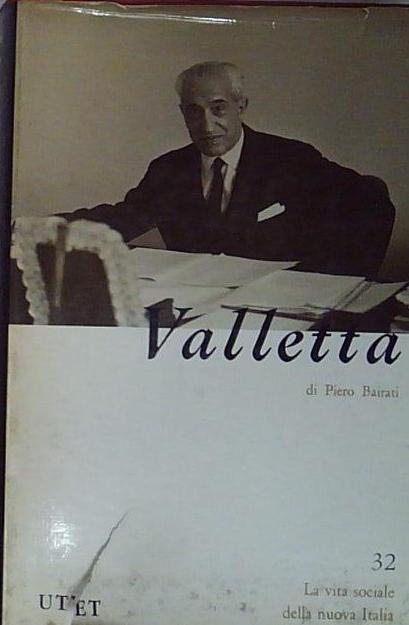 Valletta
di Piero Bairati
32
La vita sociale
della nuova Italia
UTET